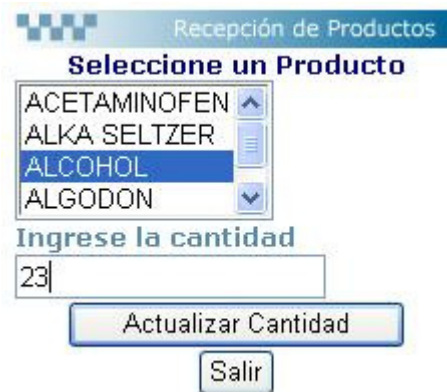 Recepción de Productos
Seleccione un Producto
ACETAMINOFEN
ALKA SELTZER
ALCOHOL
ALGODON
Ingrese la cantidad
23
Actualizar Cantidad
Salir